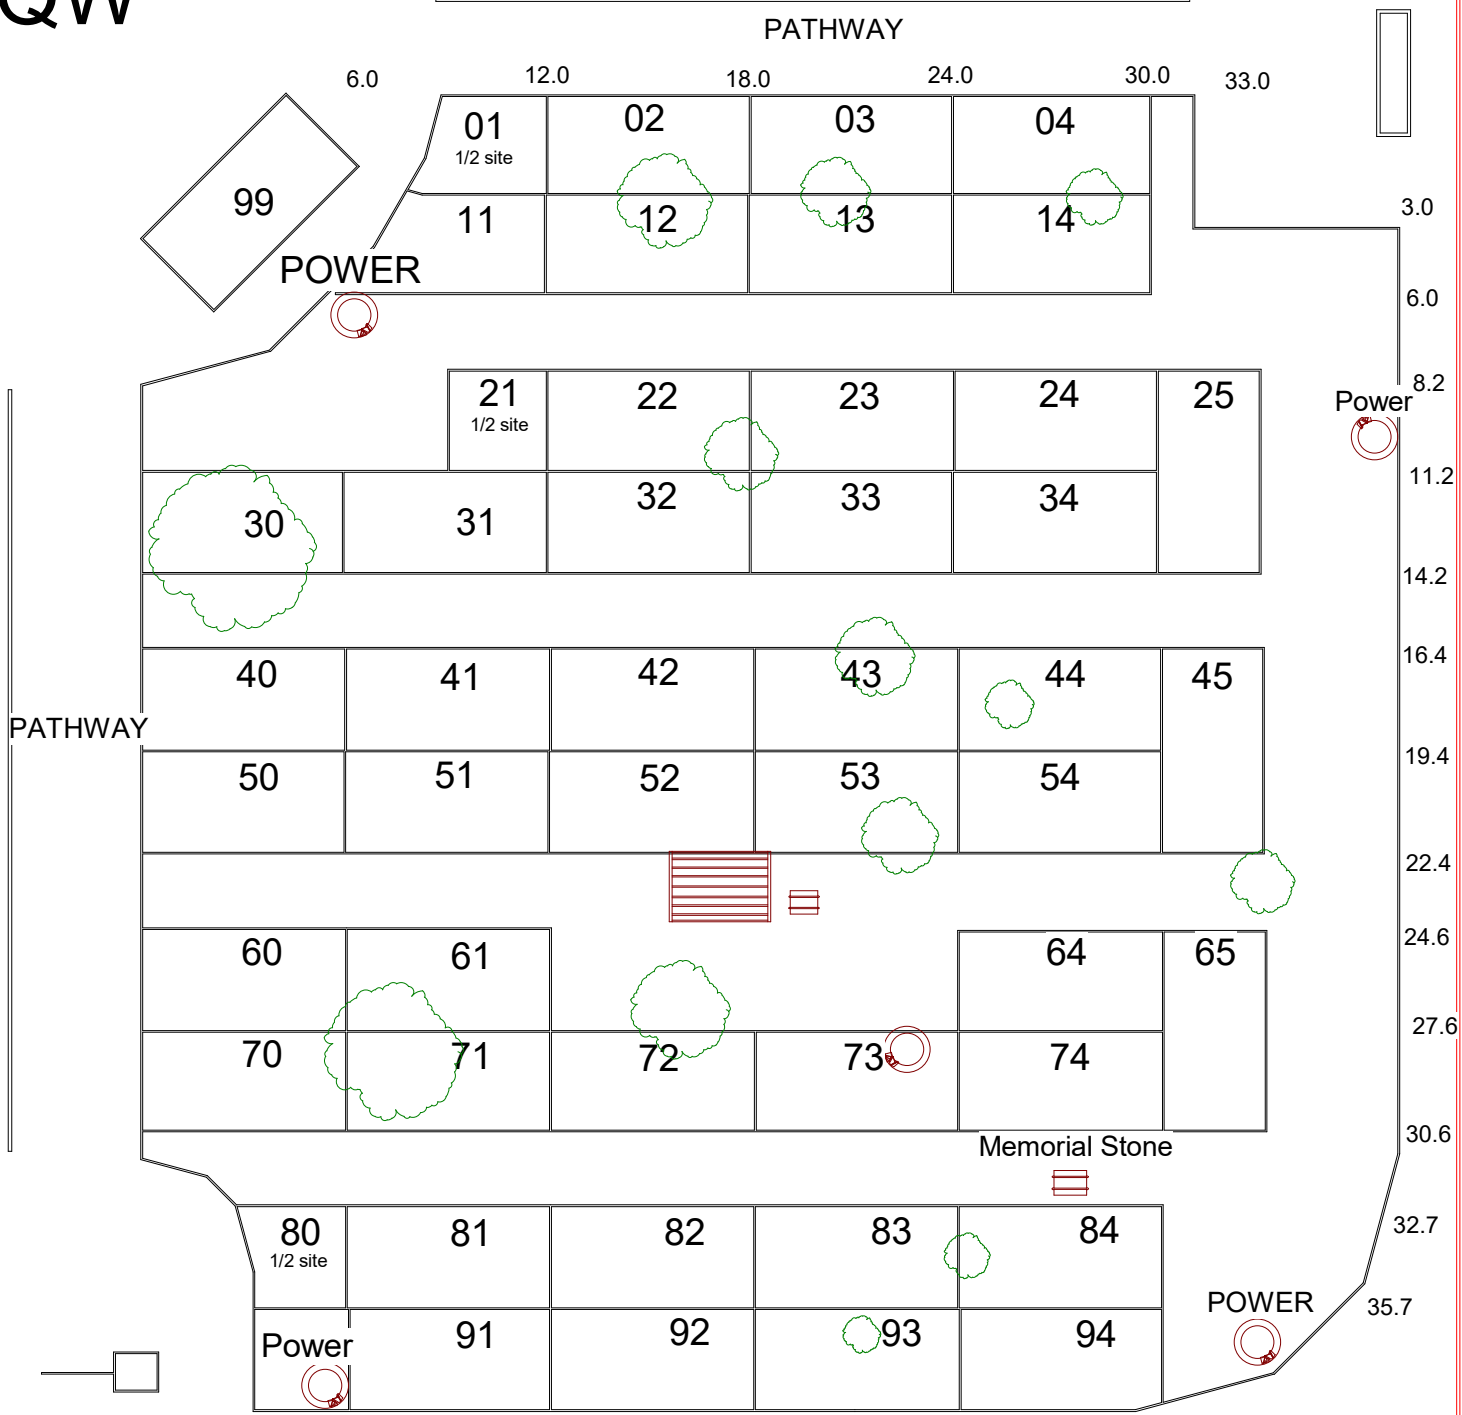 QW
PATHWAY
6.0 12.0 18.0 24.0 30.0 33.0
01 02 03 04
1/2 site
99
11 12 13 14
3.0
POWER
6.0
21 22 23 24 25
1/2 site
8.2
Power
11.2
30 31 32 33 34
14.2
16.4
40 41 42 43 44 45
PATHWAY
19.4
50 51 52 53 54
22.4
24.6
60 61 64 65
27.6
70 71 72 73 74
30.6
Memorial Stone
80 81 82 83 84
1/2 site
32.7
POWER
35.7
Power
91 92 93 94